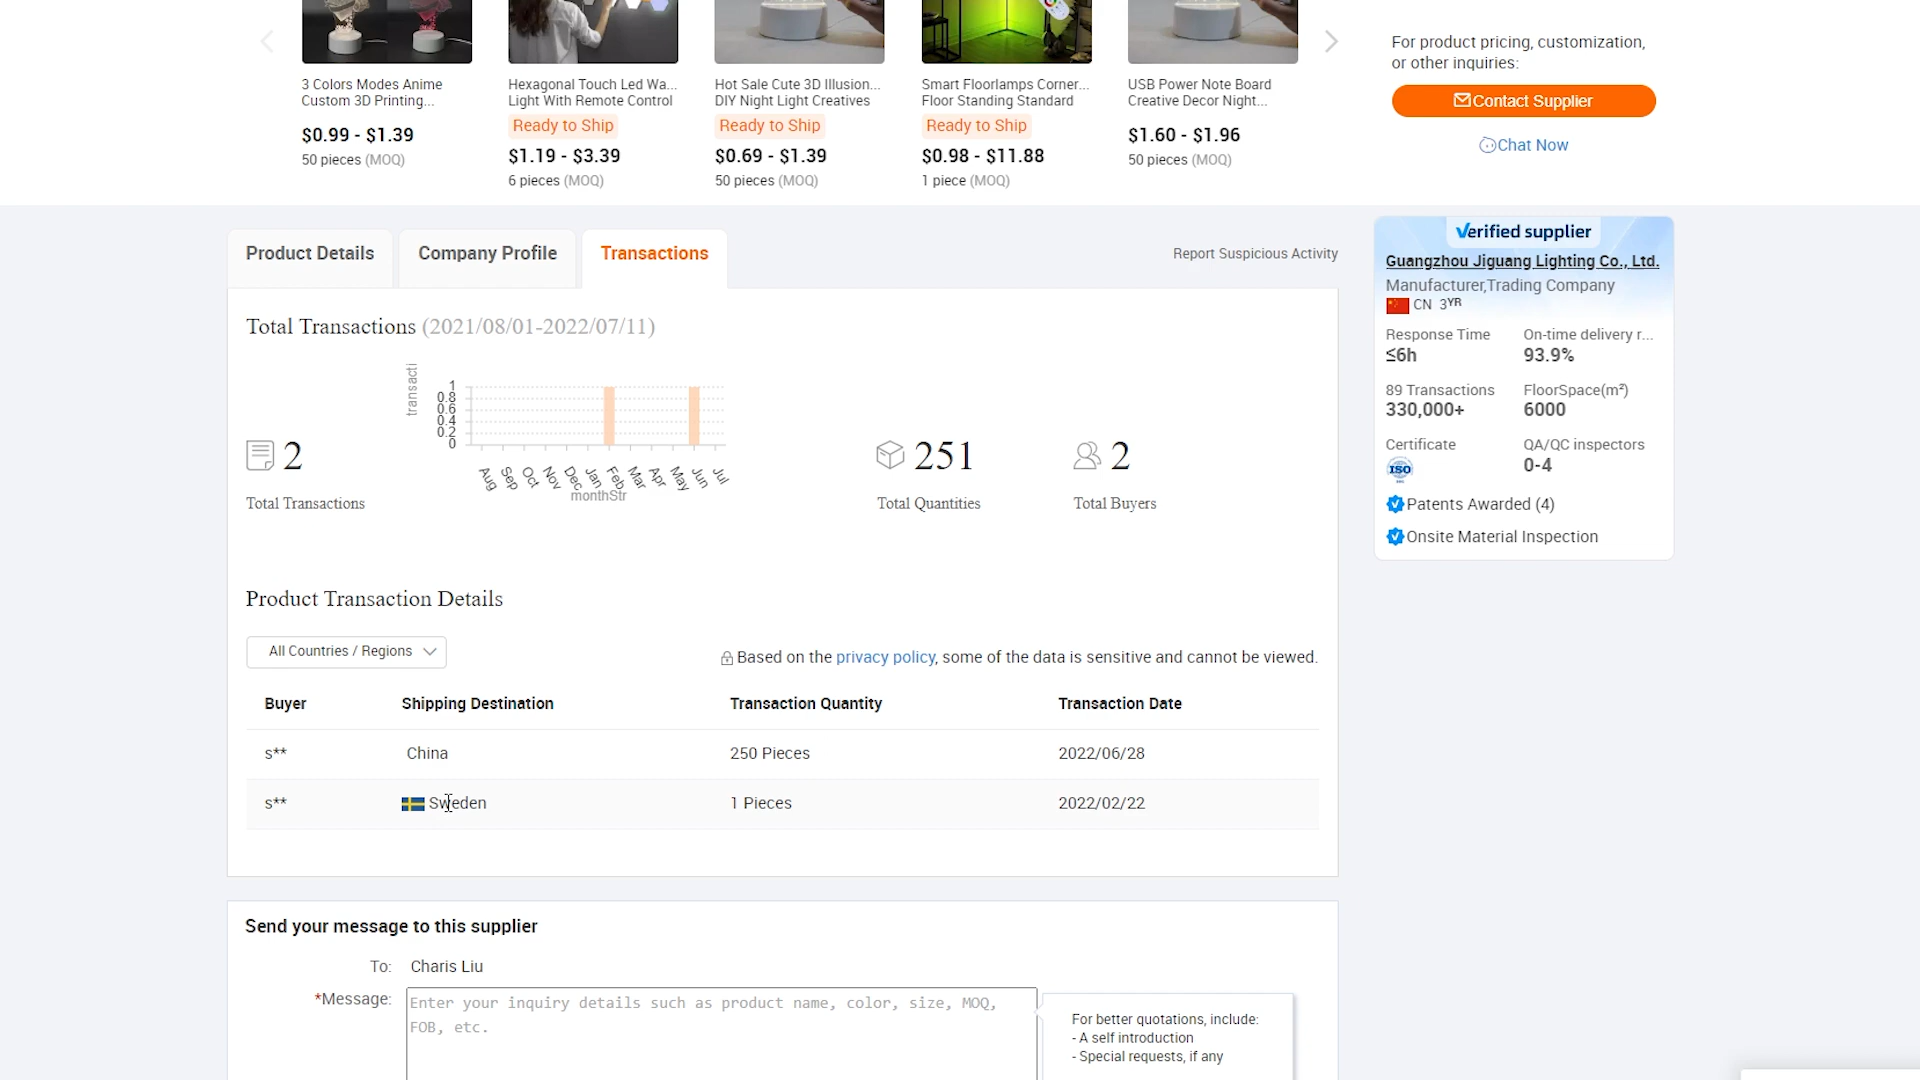 3 Colors Modes Anime
Custom 3D Printing...
$0.99 - $1.39
50 pieces (MOQ)
Hexagonal Touch Led Wa...
Light With Remote Control
Ready to Ship
$1.19 - $3.39
6 pieces (MOQ)
Hot Sale Cute 3D Illusion...
DIY Night Light Creatives
Ready to Ship
$0.69 - $1.39
50 pieces (MOQ)
Smart Floorlamps Corner...
Floor Standing Standard
Ready to Ship
$0.98 - $11.88
1 piece (MOQ)
USB Power Note Board
Creative Decor Night...
$1.60 - $1.96
50 pieces (MOQ)
For product pricing, customization,
or other inquiries:
Contact Supplier
Chat Now
Product Details
Company Profile
Transactions
Report Suspicious Activity
Verified supplier
Guangzhou Jiguang Lighting Co., Ltd.
Manufacturer,Trading Company
CN 3YR
Response Time
≤6h
On-time delivery r...
93.9%
89 Transactions
330,000+
FloorSpace(m²)
6000
Certificate
ISO
QA/QC inspectors
0-4
Patents Awarded (4)
Onsite Material Inspection
Total Transactions (2021/08/01-2022/07/11)
2
Total Transactions
transacti
1
0.8
0.6
0.4
0.2
0
Aug Sep Oct Nov Dec Jan Feb Mar Apr May Jun Jul
monthStr
251
Total Quantities
2
Total Buyers
Product Transaction Details
All Countries / Regions
Based on the privacy policy, some of the data is sensitive and cannot be viewed.
Buyer Shipping Destination Transaction Quantity Transaction Date
s** China 250 Pieces 2022/06/28
s** Sweden 1 Pieces 2022/02/22
Send your message to this supplier
To: Charis Liu
*Message:
Enter your inquiry details such as product name, color, size, MOQ,
FOB, etc.
For better quotations, include:
- A self introduction
- Special requests, if any